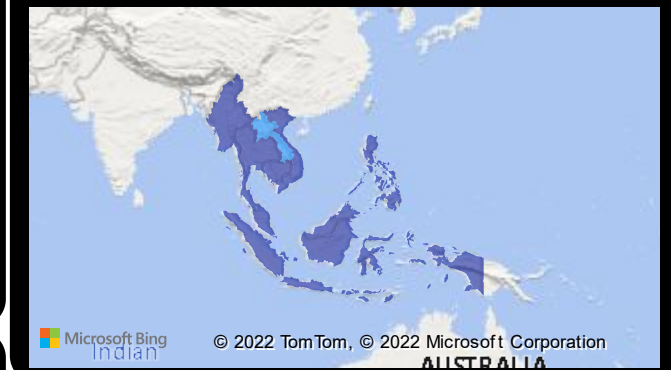 Microsoft Bing
© 2022 TomTom, © 2022 Microsoft Corporation
Indian
AUSTRALIA